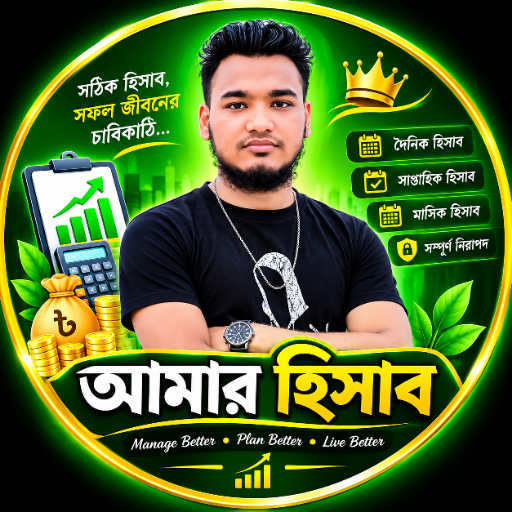 সঠিক হিসাব,
সফল জীবনের
চাবিকাঠি...
দৈনিক হিসাব
সাপ্তাহিক হিসাব
মাসিক হিসাব
সম্পূর্ণ নিরাপদ
৳
আমার হিসাব
Manage Better • Plan Better • Live Better